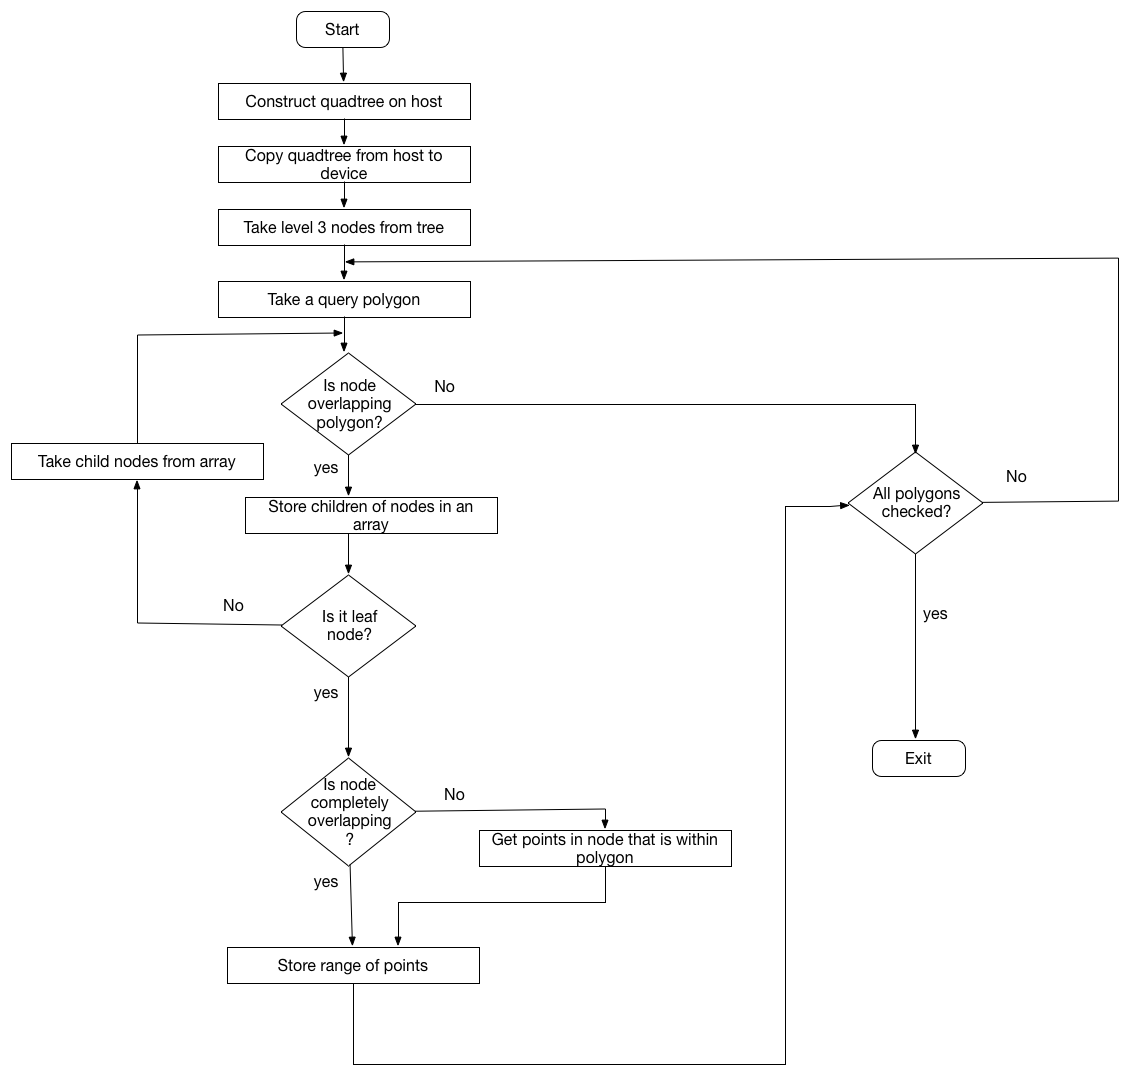 Start
Construct quadtree on host
Copy quadtree from host to
device
Take level 3 nodes from tree
Take a query polygon
Is node
overlapping
polygon?
No
yes
Take child nodes from array
Store children of nodes in an
array
All polygons
checked?
No
yes
Is it leaf
node?
No
yes
Exit
Is node
completely
overlapping
?
No
yes
Get points in node that is within
polygon
Store range of points